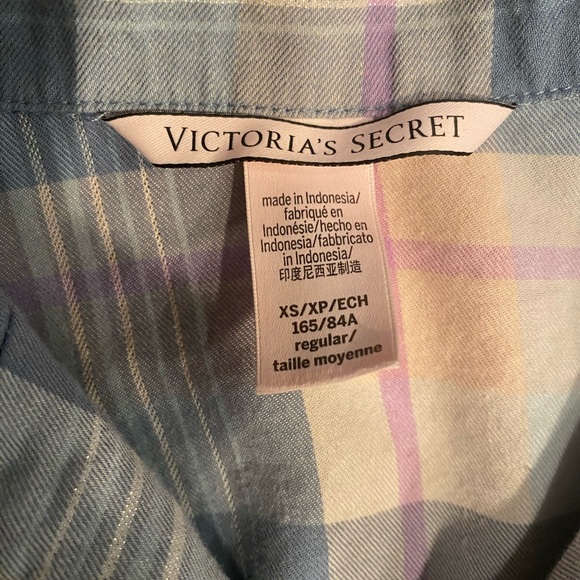 VICTORIA'S SECRET
made in Indonesia/
fabriqué en
Indonésie/hecho en
Indonesia/fabbricato
in Indonesia/
印度尼西亚制造
XS/XP/ECH
165/84A
regular/
taille moyenne